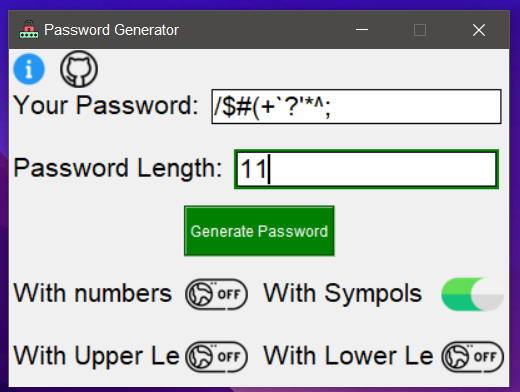 Password Generator
Your Password: /$#(+`?'*^;
Password Length: 11
Generate Password
With numbers OFF With Sympols
With Upper Le OFF With Lower Le OFF